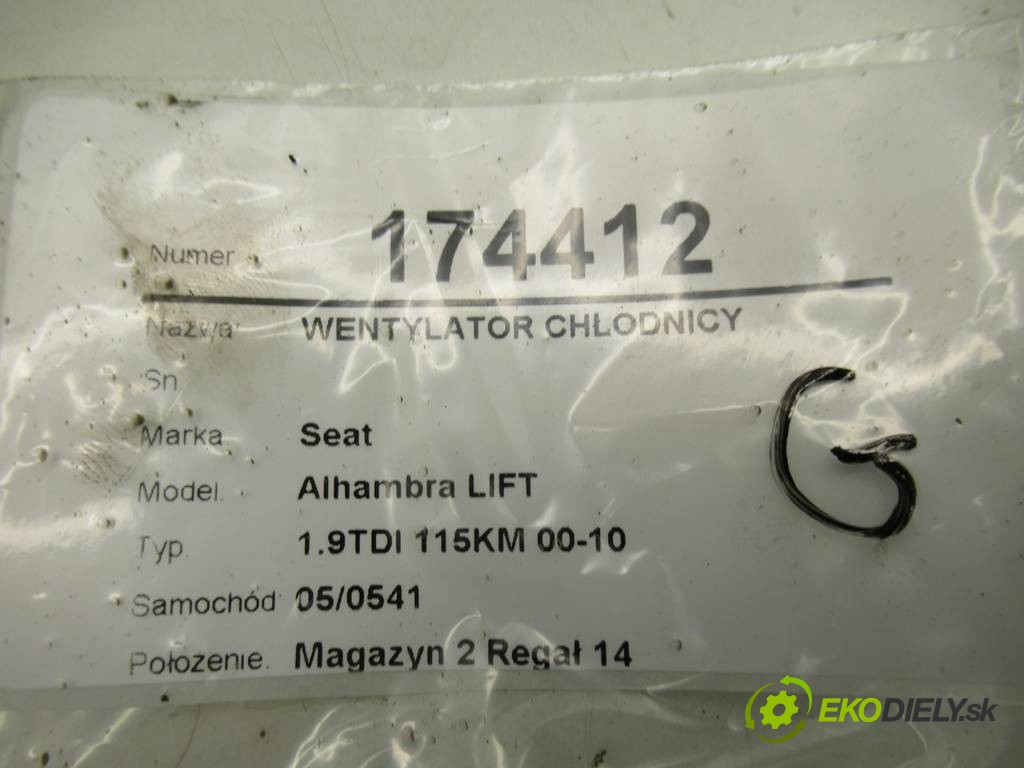 Numer 174412
Nazwa: WENTYLATOR CHŁODNICY
Sn.
Marka. Seat
Model. Alhambra LIFT
Typ. 1.9TDI 115KM 00-10
Samochód 05/0541
Położenie. Magazyn 2 Regał 14
G
EKODIELY.sk